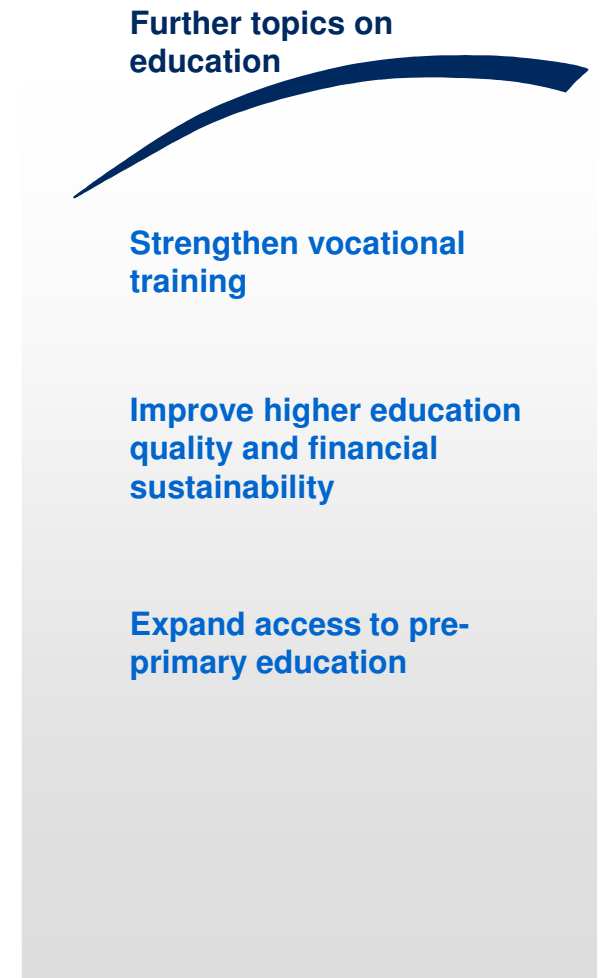 Further topics on
education
Strengthen vocational
training
Improve higher education
quality and financial
sustainability
Expand access to pre-
primary education